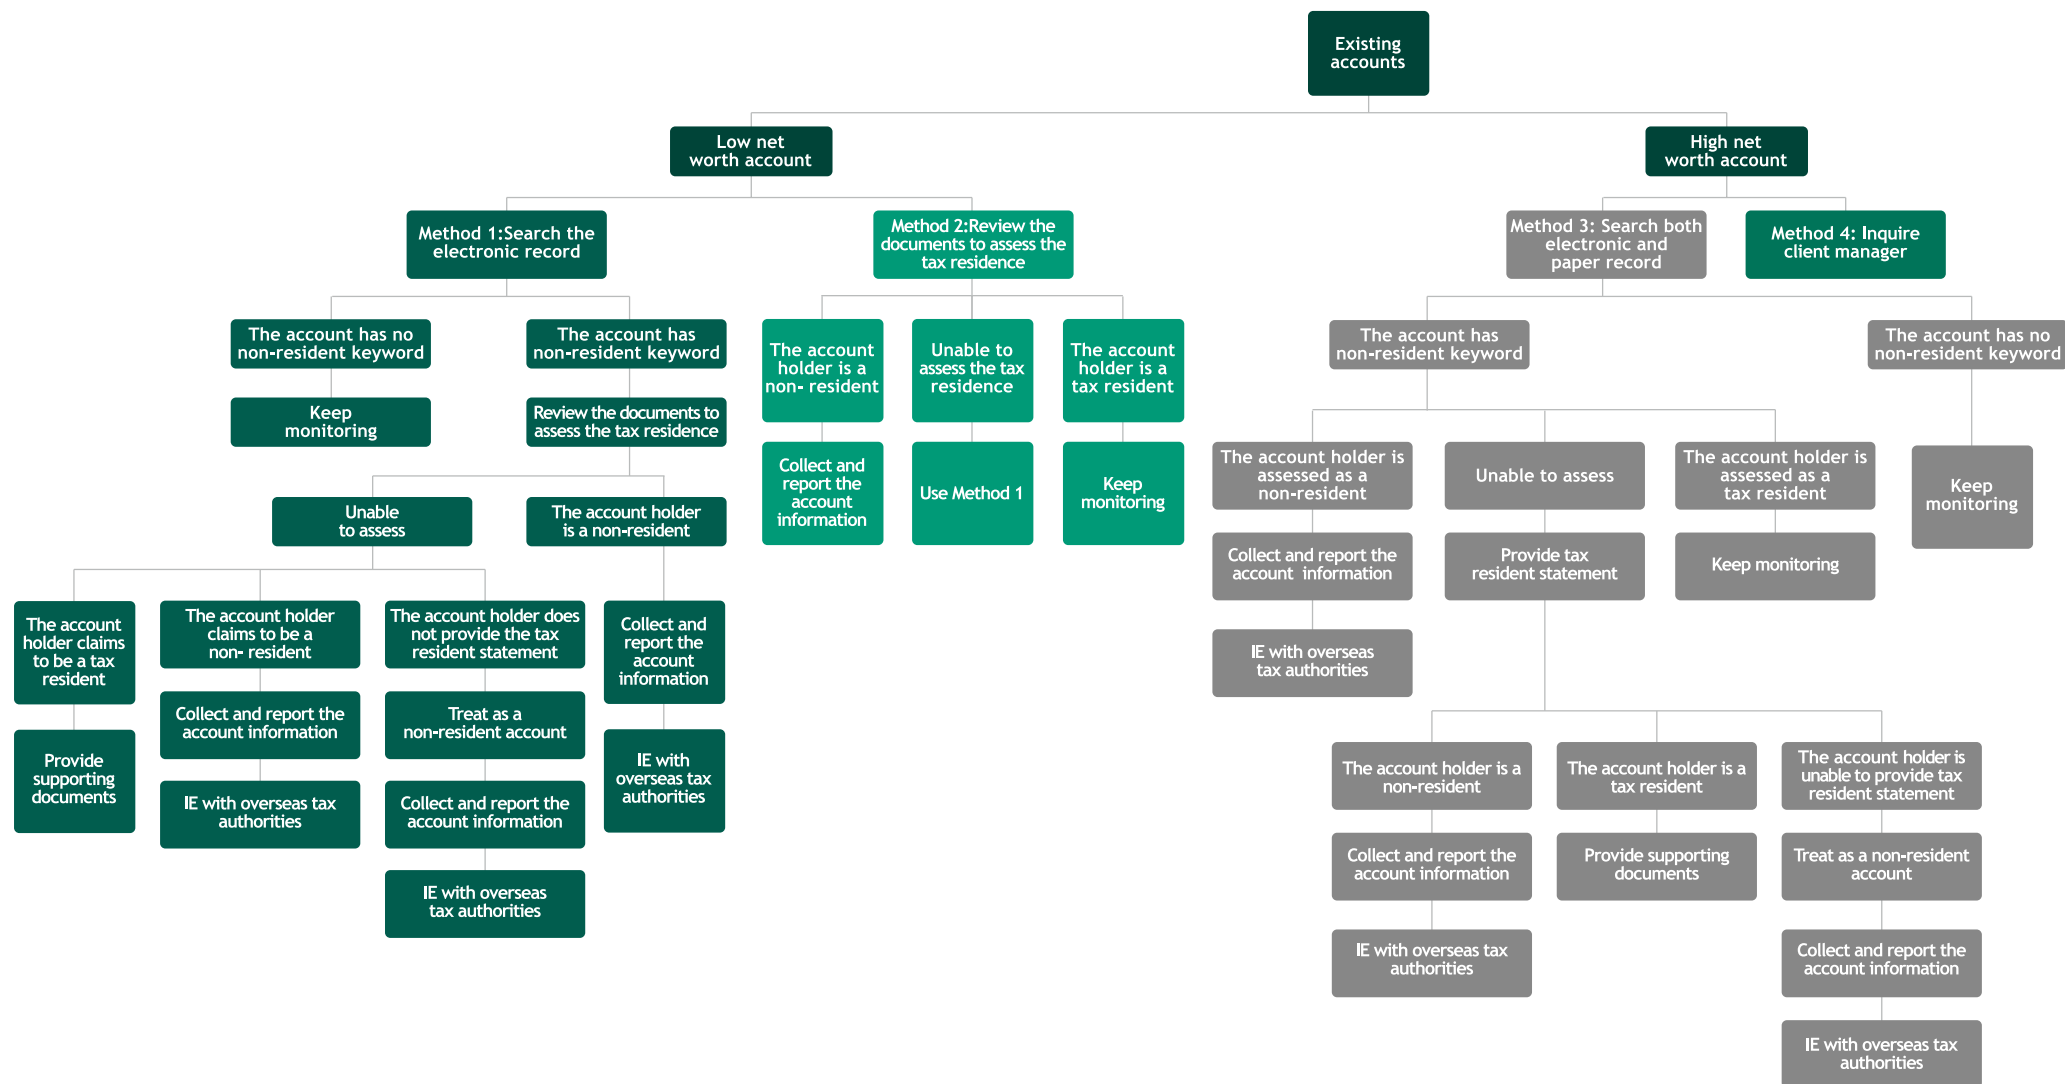 Existing
accounts
Low net
worth account
High net
worth account
Method 1:Search the
electronic record
Method 2:Review the
documents to assess the
tax residence
Method 3: Search both
electronic and
paper record
Method 4: Inquire
client manager
The account has no
non-resident keyword
The account has
non-resident keyword
The account
holder is a
non- resident
Unable to
assess the tax
residence
The account
holder is a
tax resident
The account has
non-resident keyword
The account has no
non-resident keyword
Keep
monitoring
Review the documents to
assess the tax residence
Collect and
report the
account
information
Use Method 1
Keep
monitoring
The account holder is
assessed as a
non-resident
Unable to assess
The account holder is
assessed as a
tax resident
Keep
monitoring
Unable
to assess
The account holder
is a non-resident
Collect and report the
account  information
Provide tax
resident statement
Keep monitoring
The account
holder claims
to be a tax
resident
The account holder
claims to be a
non- resident
The account holder does
not provide the tax
resident statement
Collect and
report the
account
information
IE with overseas
tax authorities
Provide
supporting
documents
Collect and report the
account information
Treat as a
non-resident account
IE with
overseas tax
authorities
IE with overseas tax
authorities
Collect and report the
account information
IE with overseas
tax authorities
The account holder is a
non-resident
The account holder is a
tax resident
The account holder is
unable to provide tax
resident statement
Collect and report the
account information
Provide supporting
documents
Treat as a non-resident
account
IE with overseas tax
authorities
Collect and report the
account information
IE with overseas tax
authorities